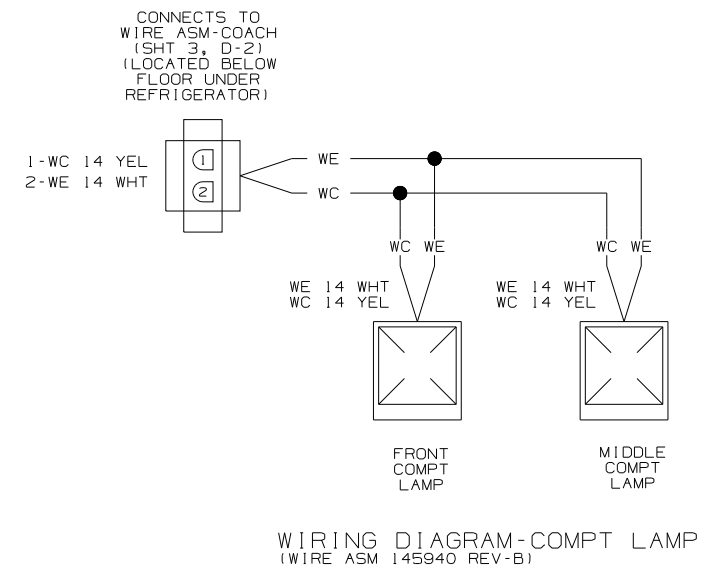 CONNECTS TO
WIRE ASM-COACH
(SHT 3, D-2)
(LOCATED BELOW
FLOOR UNDER
REFRIGERATOR)
1-WC 14 YEL
2-WE 14 WHT
1
2
WE
WC
WC WE
WC WE
WE 14 WHT
WC 14 YEL
WE 14 WHT
WC 14 YEL
FRONT
COMPT
LAMP
MIDDLE
COMPT
LAMP
WIRING DIAGRAM-COMPT LAMP
(WIRE ASM 145940 REV-B)